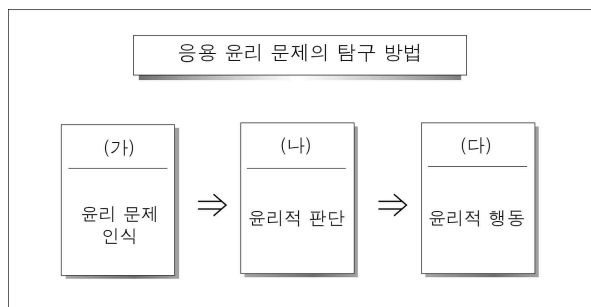 응용 윤리 문제의 탐구 방법
(가)
윤리 문제
인식
(나)
윤리적 판단
(다)
윤리적 행동